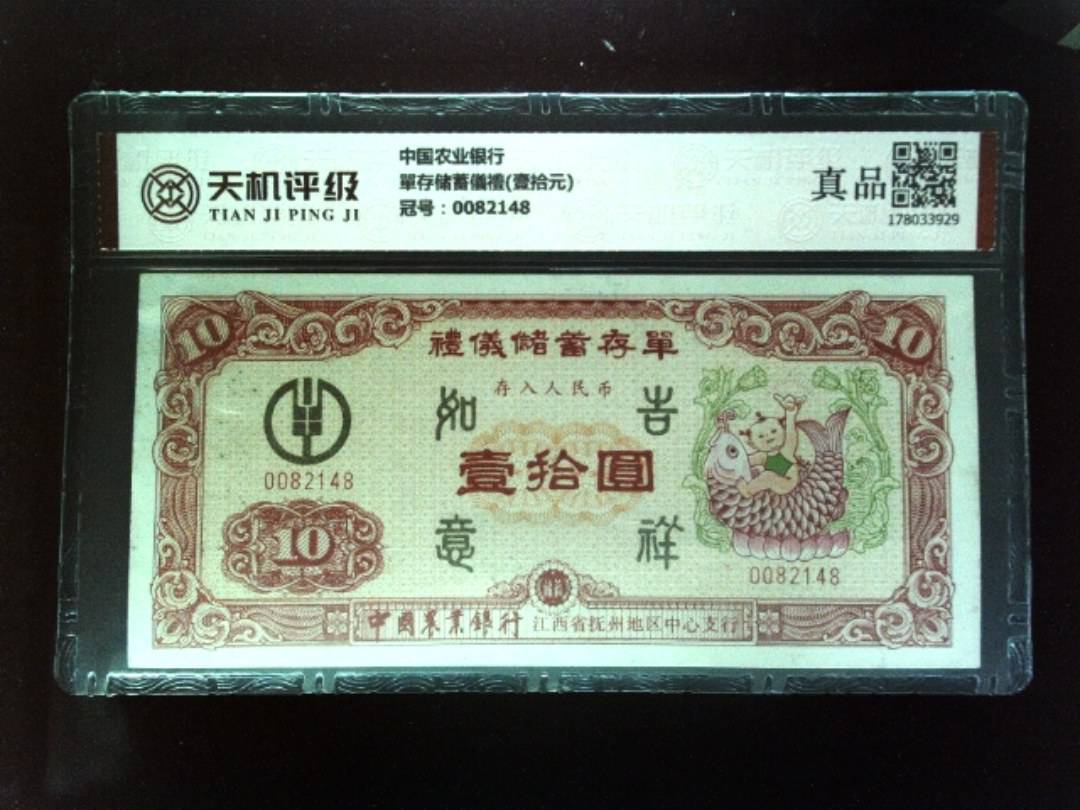 天机评级
TIAN JI PING JI
中国农业银行
單存储蓄儀禮(壹拾元)
冠号：0082148
真品
178033929
10
10
禮儀儲蓄存單
存入人民币
如
吉
0082148
壹拾圓
10
意
祥
0082148
中國農業銀行 江西省抚州地区中心支行